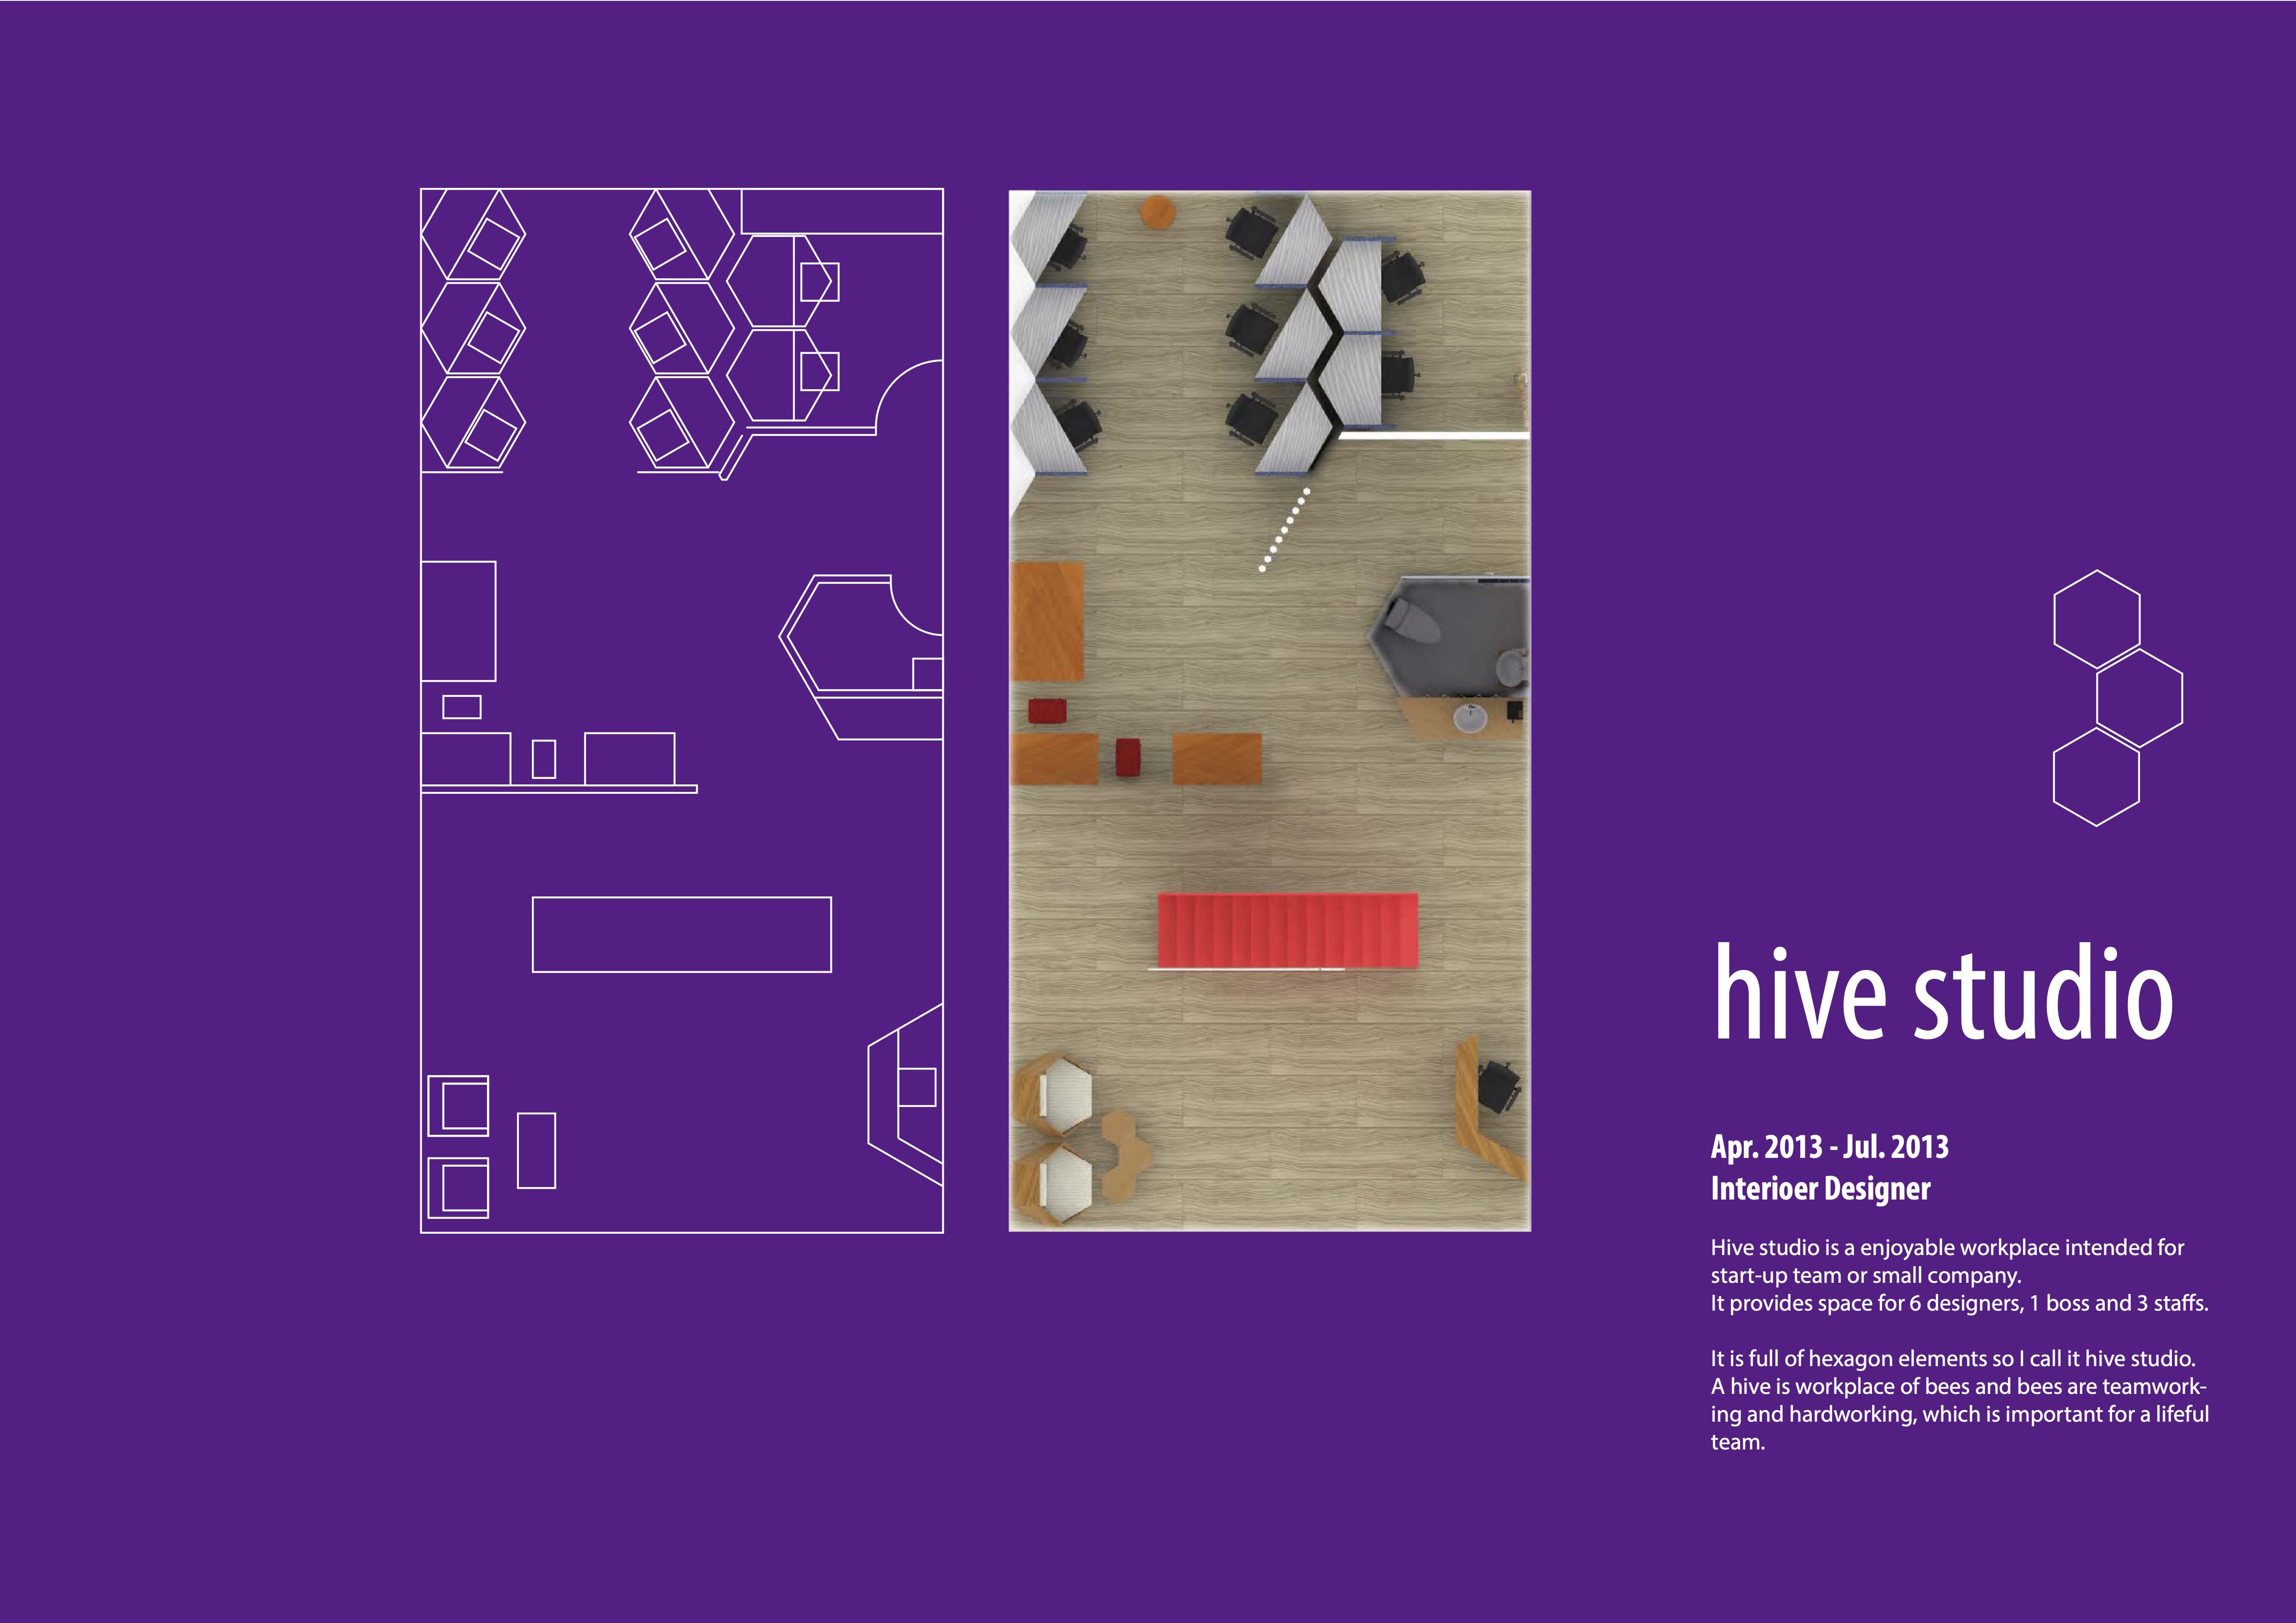 hive studio
Apr. 2013 - Jul. 2013
Interioer Designer
Hive studio is a enjoyable workplace intended for
start-up team or small company.
It provides space for 6 designers, 1 boss and 3 staffs.
It is full of hexagon elements so I call it hive studio.
A hive is workplace of bees and bees are teamwork-
ing and hardworking, which is important for a lifeful
team.